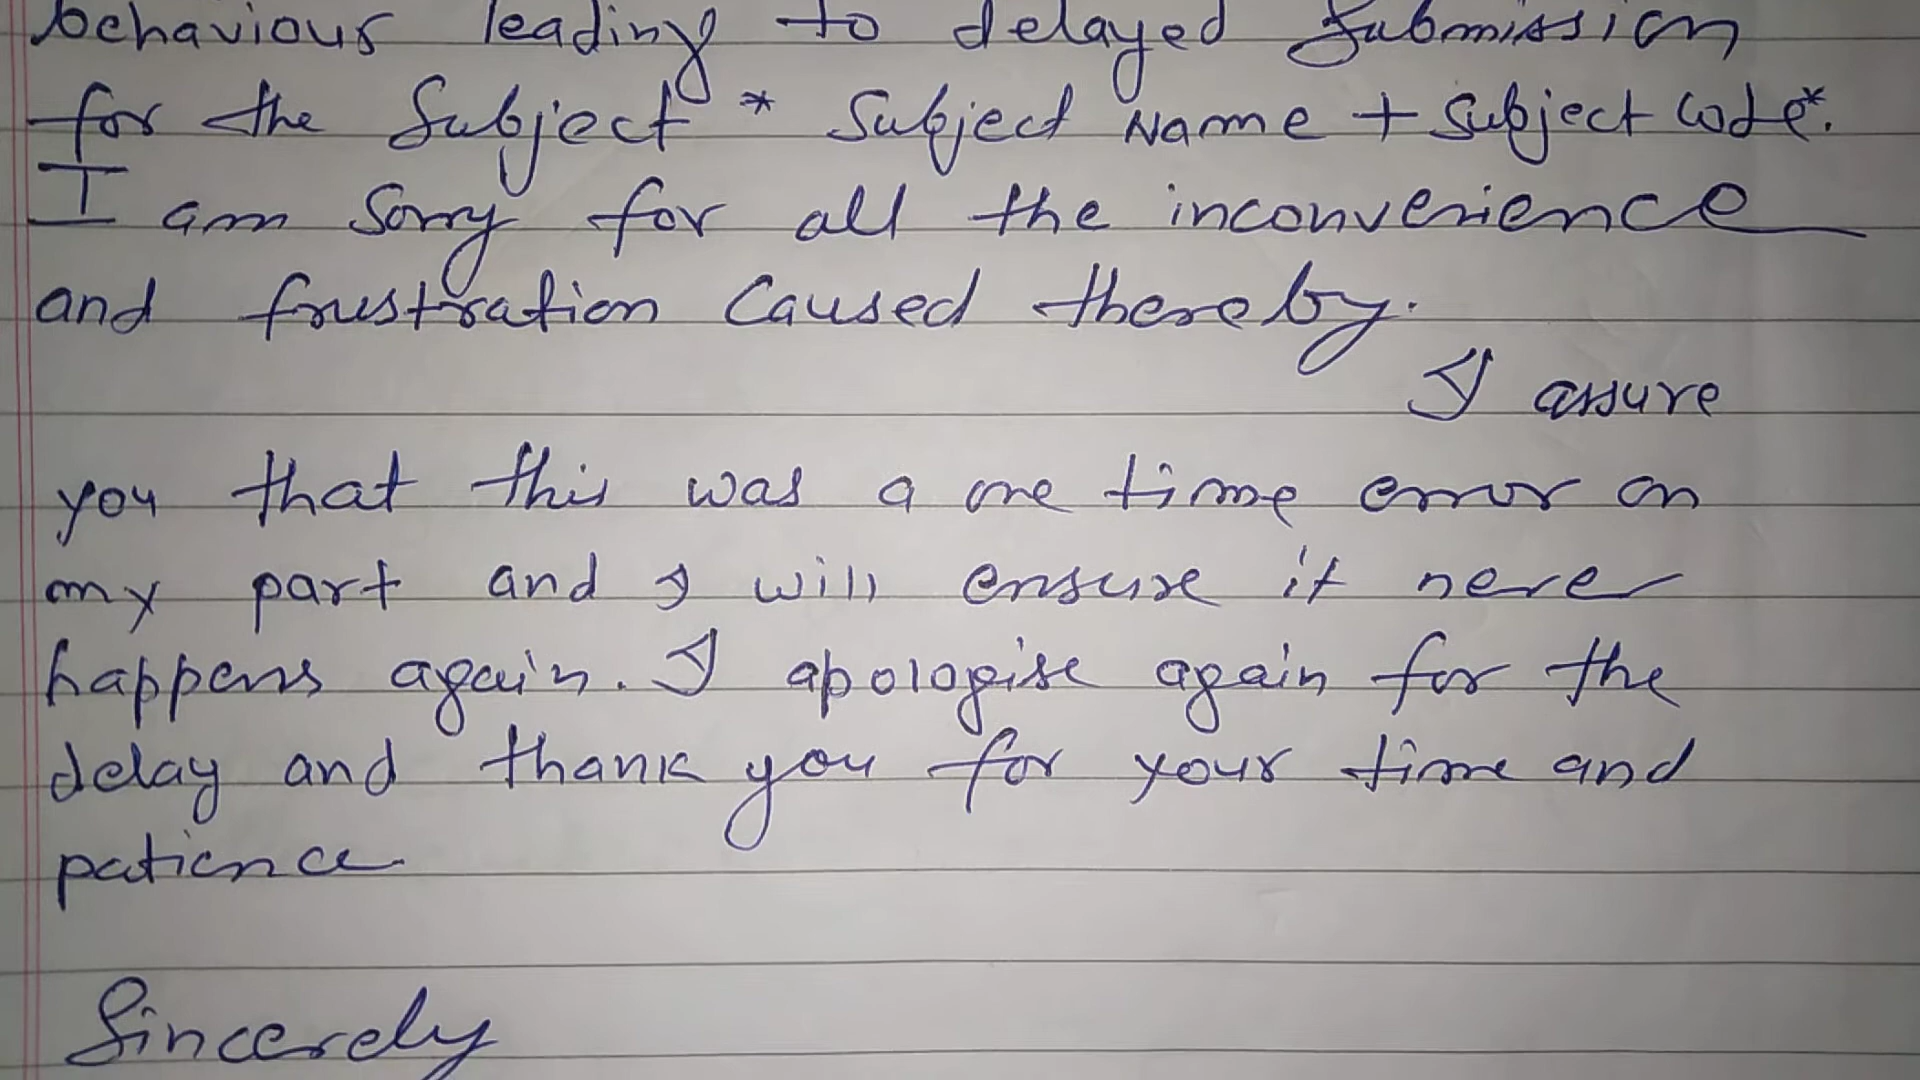 behaviour leading to delayed submission
for the Subject * Subject Name + Subject Code*.
I am sorry for all the inconvenience
and frustration caused thereby.
I assure
you that this was a one time error on
my part and I will ensure it never
happens again. I apologise again for the
delay and thank you for your time and
patience
Sincerely